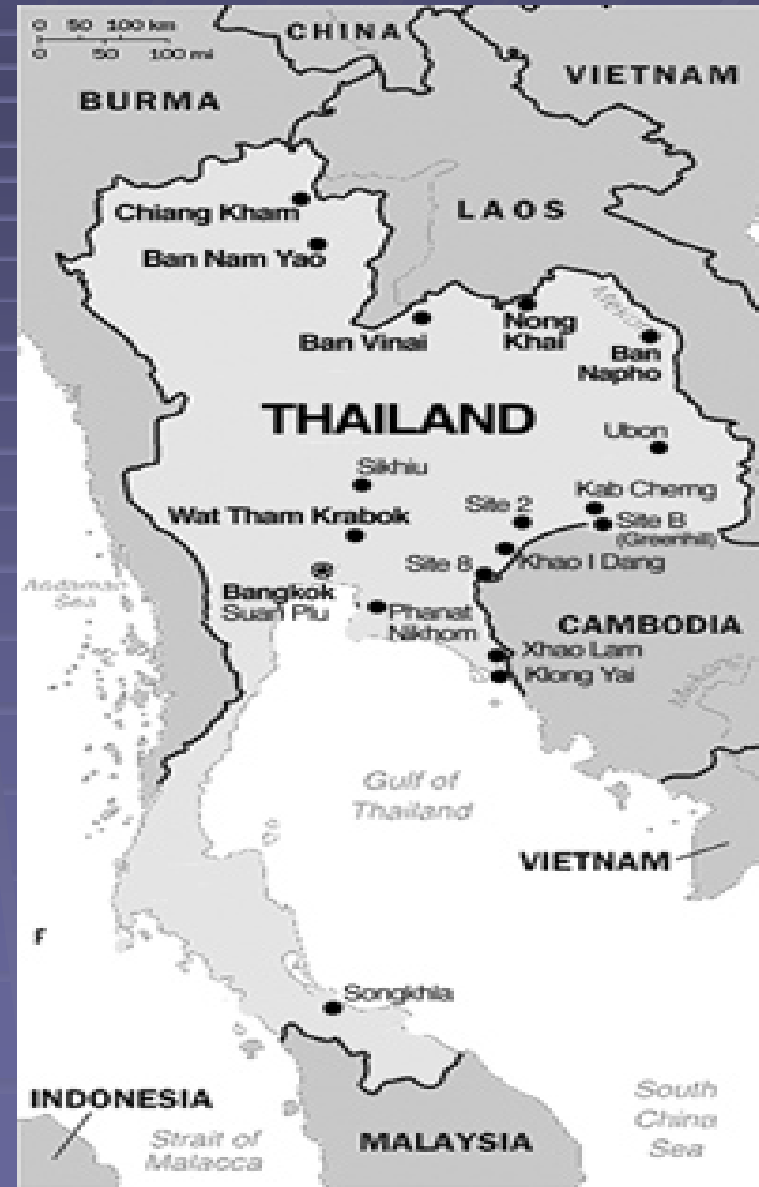 0 50 100 km
0 50 100 mi
CHINA
BURMA
VIETNAM
LAOS
Chiang Kham
Ban Nam Yao
Ban Vinai
Nong
Khai
Mekong
Ban
Napho
THAILAND
Ubon
Sikhiu
Site 2
Kab Cherng
Wat Tham Krabok
Site B
(Greenhill)
Khao I Dang
Site 8
Andaman
Sea
Bangkok
Suan Plu
Phanat
Nikhom
CAMBODIA
Xhao Lam
Klong Yai
Mekong
Gulf of
Thailand
VIETNAM
F
Songkhla
INDONESIA
Strait of
Malacca
MALAYSIA
South
China
Sea